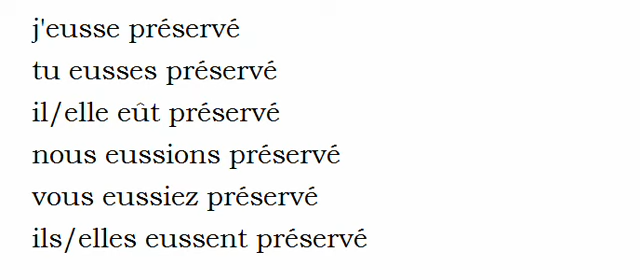 j'eusse préservé
tu eusses préservé
il/elle eût préservé
nous eussions préservé
vous eussiez préservé
ils/elles eussent préservé